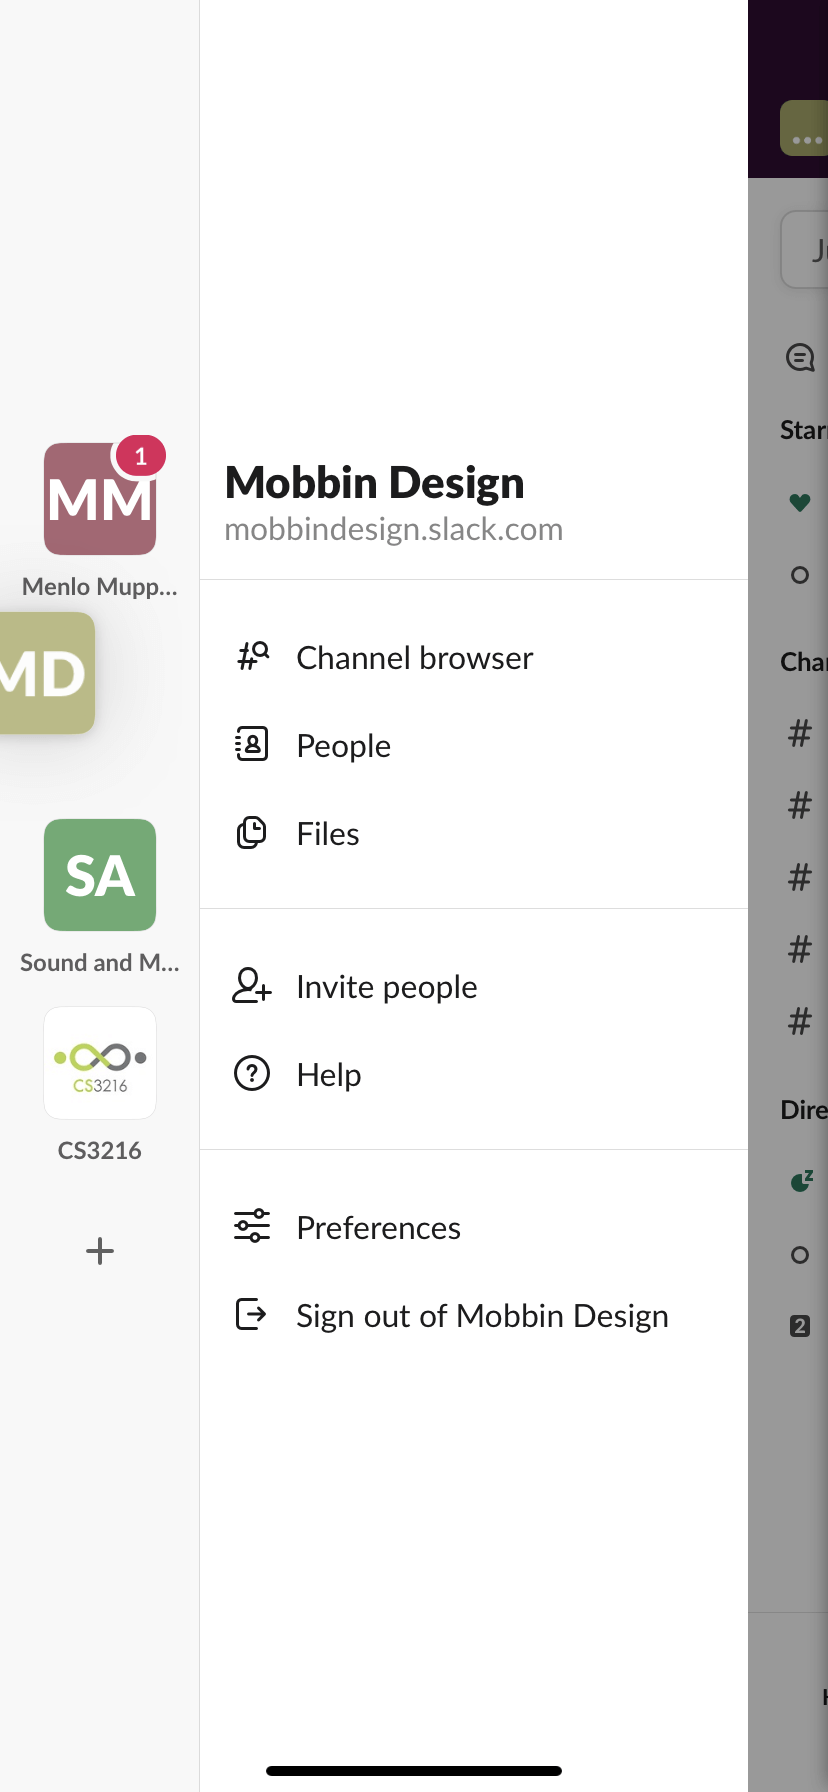 1
MM
Menlo Mupp...
MD
SA
Sound and M...
CS3216
CS3216
Mobbin Design
mobbindesign.slack.com
Channel browser
People
Files
Invite people
Help
Preferences
Sign out of Mobbin Design
...
Star
Cha
#
#
#
#
#
Dire
z
2